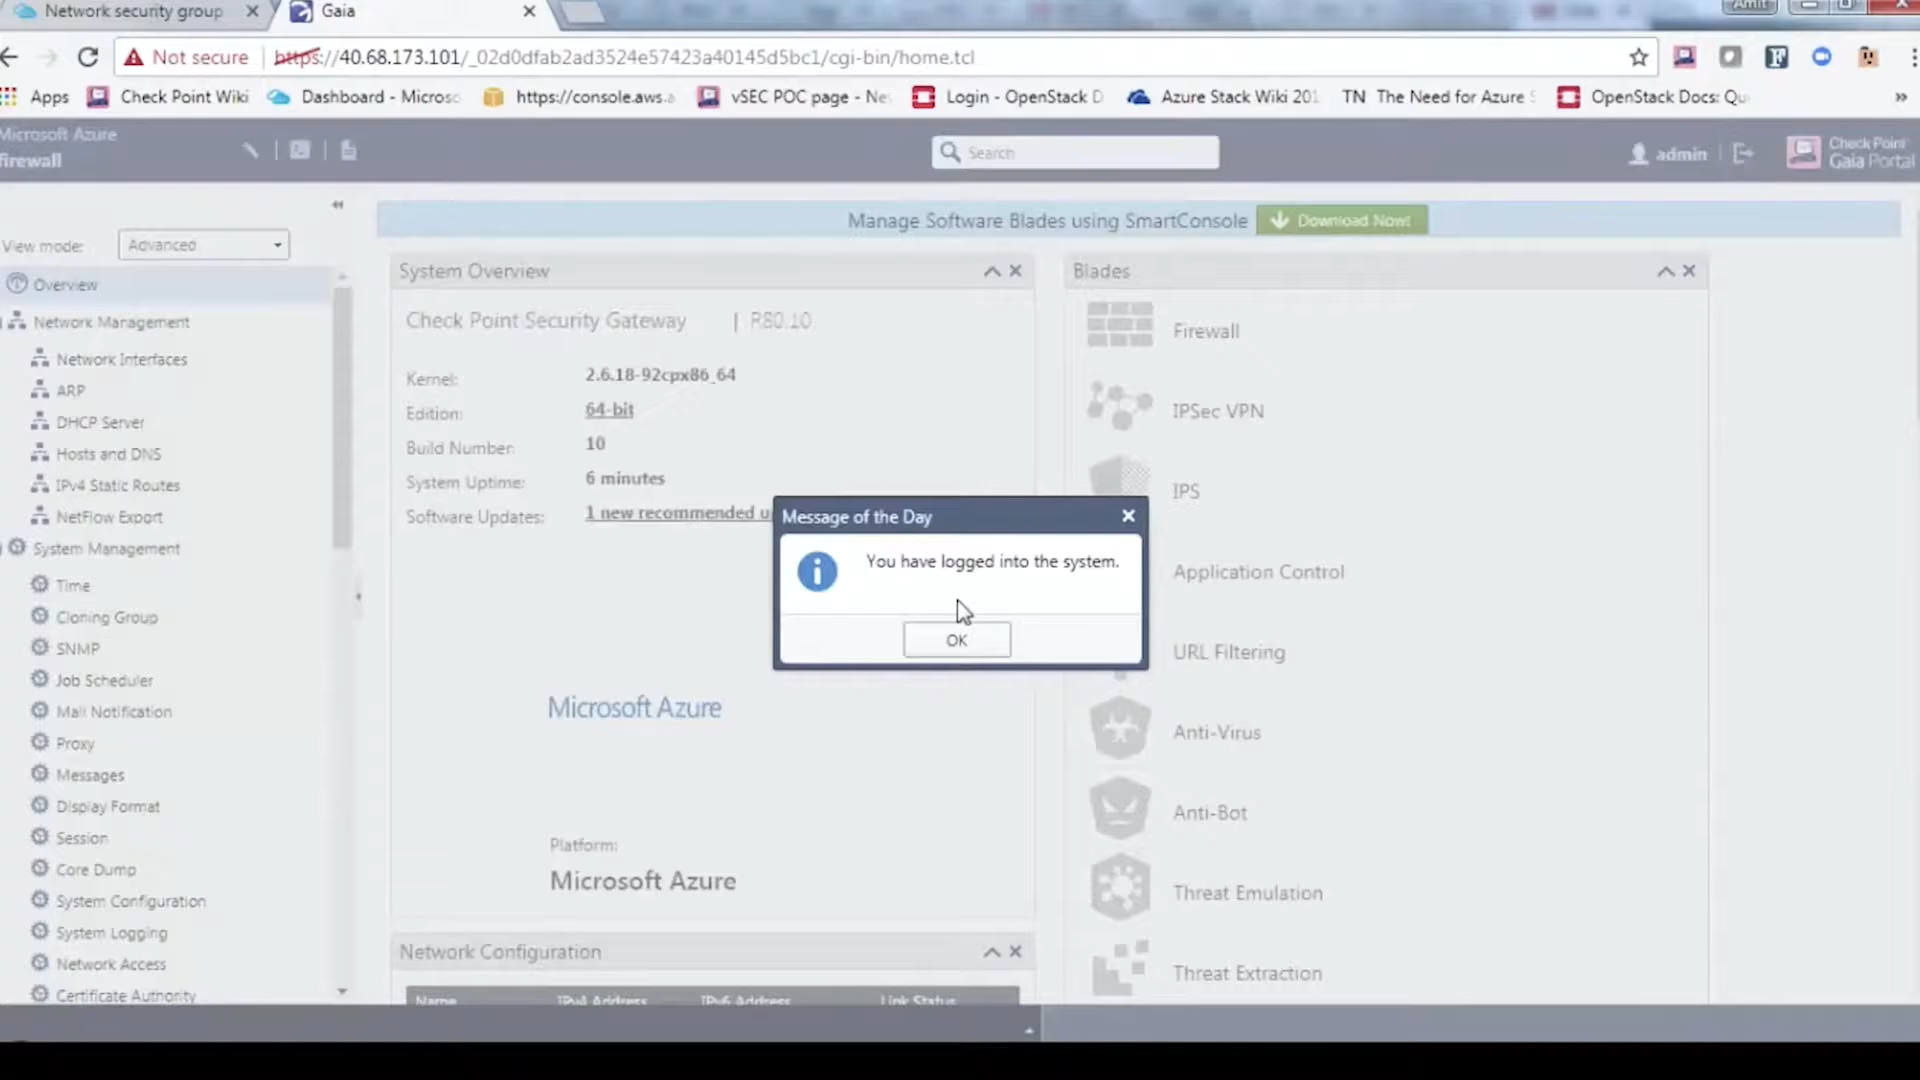 Network security group
Gaia
Amit
Not secure
https://40.68.173.101/_02d0dfab2ad3524e57423a40145d5bc1/cgi-bin/home.tcl
Apps
Check Point Wiki
Dashboard - Microso
https://console.aws.a
vSEC POC page - Ne
Login - OpenStack D
Azure Stack Wiki 201
TN The Need for Azure S
OpenStack Docs: Qu
»
Microsoft Azure
firewall
Search
admin
Check Point
Gaia Portal
Manage Software Blades using SmartConsole
Download Now!
View mode:
Advanced
Overview
Network Management
Network Interfaces
ARP
DHCP Server
Hosts and DNS
IPv4 Static Routes
NetFlow Export
System Management
Time
Cloning Group
SNMP
Job Scheduler
Mail Notification
Proxy
Messages
Display Format
Session
Core Dump
System Configuration
System Logging
Network Access
Certificate Authority
System Overview
Check Point Security Gateway | R80.10
Kernel: 2.6.18-92cpx86_64
Edition: 64-bit
Build Number: 10
System Uptime: 6 minutes
Software Updates: 1 new recommended u
Microsoft Azure
Platform:
Microsoft Azure
Network Configuration
Name IPv4 Address IPv6 Address Link Status
Blades
Firewall
IPSec VPN
IPS
Application Control
URL Filtering
Anti-Virus
Anti-Bot
Threat Emulation
Threat Extraction
Message of the Day
You have logged into the system.
OK